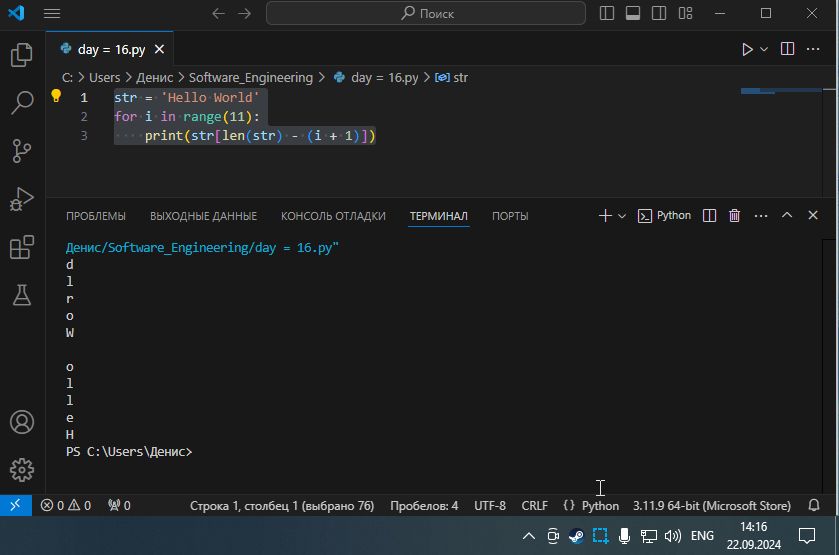 Поиск
day = 16.py
C: > Users > Денис > Software_Engineering > day = 16.py > str
1 str = 'Hello World'
2 for i in range(11):
3 print(str[len(str) - (i + 1)])
ПРОБЛЕМЫ ВЫХОДНЫЕ ДАННЫЕ КОНСОЛЬ ОТЛАДКИ ТЕРМИНАЛ ПОРТЫ Python
Денис/Software_Engineering/day = 16.py"
d
l
r
o
W
o
l
l
e
H
PS C:\Users\Денис>
0 0 0 Строка 1, столбец 1 (выбрано 76) Пробелов: 4 UTF-8 CRLF {} Python 3.11.9 64-bit (Microsoft Store)
ENG 14:16
22.09.2024